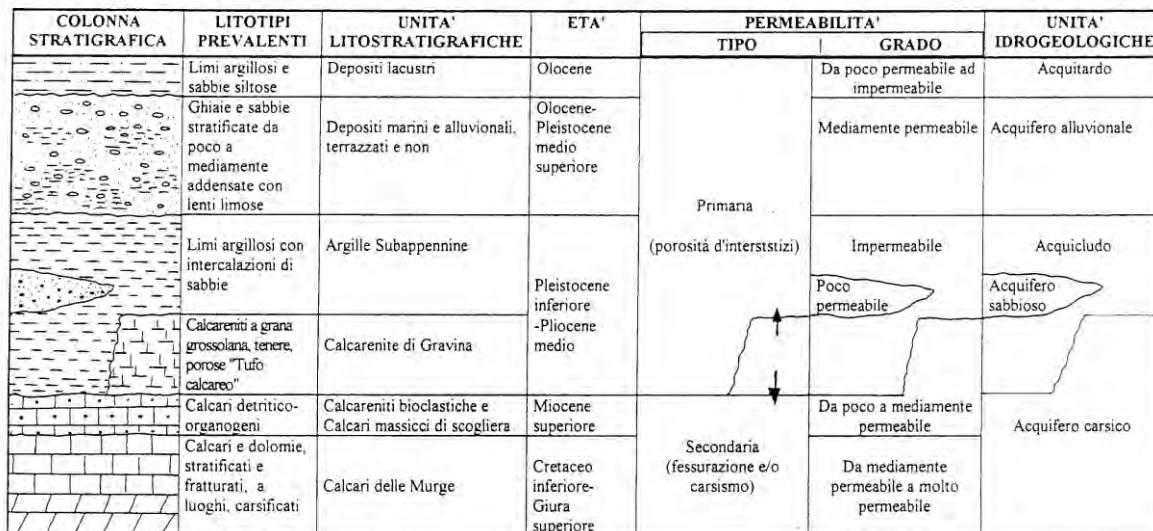 COLONNA
STRATIGRAFICA
LITOTIPI
PREVALENTI
UNITA'
LITOSTRATIGRAFICHE
ETA'
PERMEABILITA'
TIPO
GRADO
UNITA'
IDROGEOLOGICHE
Limi argillosi e
sabbie siltose
Depositi lacustri
Olocene
Da poco permeabile ad
impermeabile
Acquitardo
Ghiaie e sabbie
stratificate da
poco a
mediamente
addensate con
lenti limose
Depositi marini e alluvionali,
terrazzati e non
Olocene-
Pleistocene
medio
superiore
Mediamente permeabile
Acquifero alluvionale
Primaria
(porosità d'interststizi)
Limi argillosi con
intercalazioni di
sabbie
Argille Subappennine
Pleistocene
inferiore
-Pliocene
medio
Impermeabile
Poco
permeabile
Acquicludo
Acquifero
sabbioso
Calcareniti a grana
grossolana, tenere,
porose "Tufo
calcareo"
Calcarenite di Gravina
Calcari detritico-
organogeni
Calcareniti bioclastiche e
Calcari massicci di scogliera
Miocene
superiore
Da poco a mediamente
permeabile
Acquifero carsico
Secondaria
(fessurazione e/o
carsismo)
Calcari e dolomie,
stratificati e
fratturati, a
luoghi, carsificati
Calcari delle Murge
Cretaceo
inferiore-
Giura
superiore
Da mediamente
permeabile a molto
permeabile